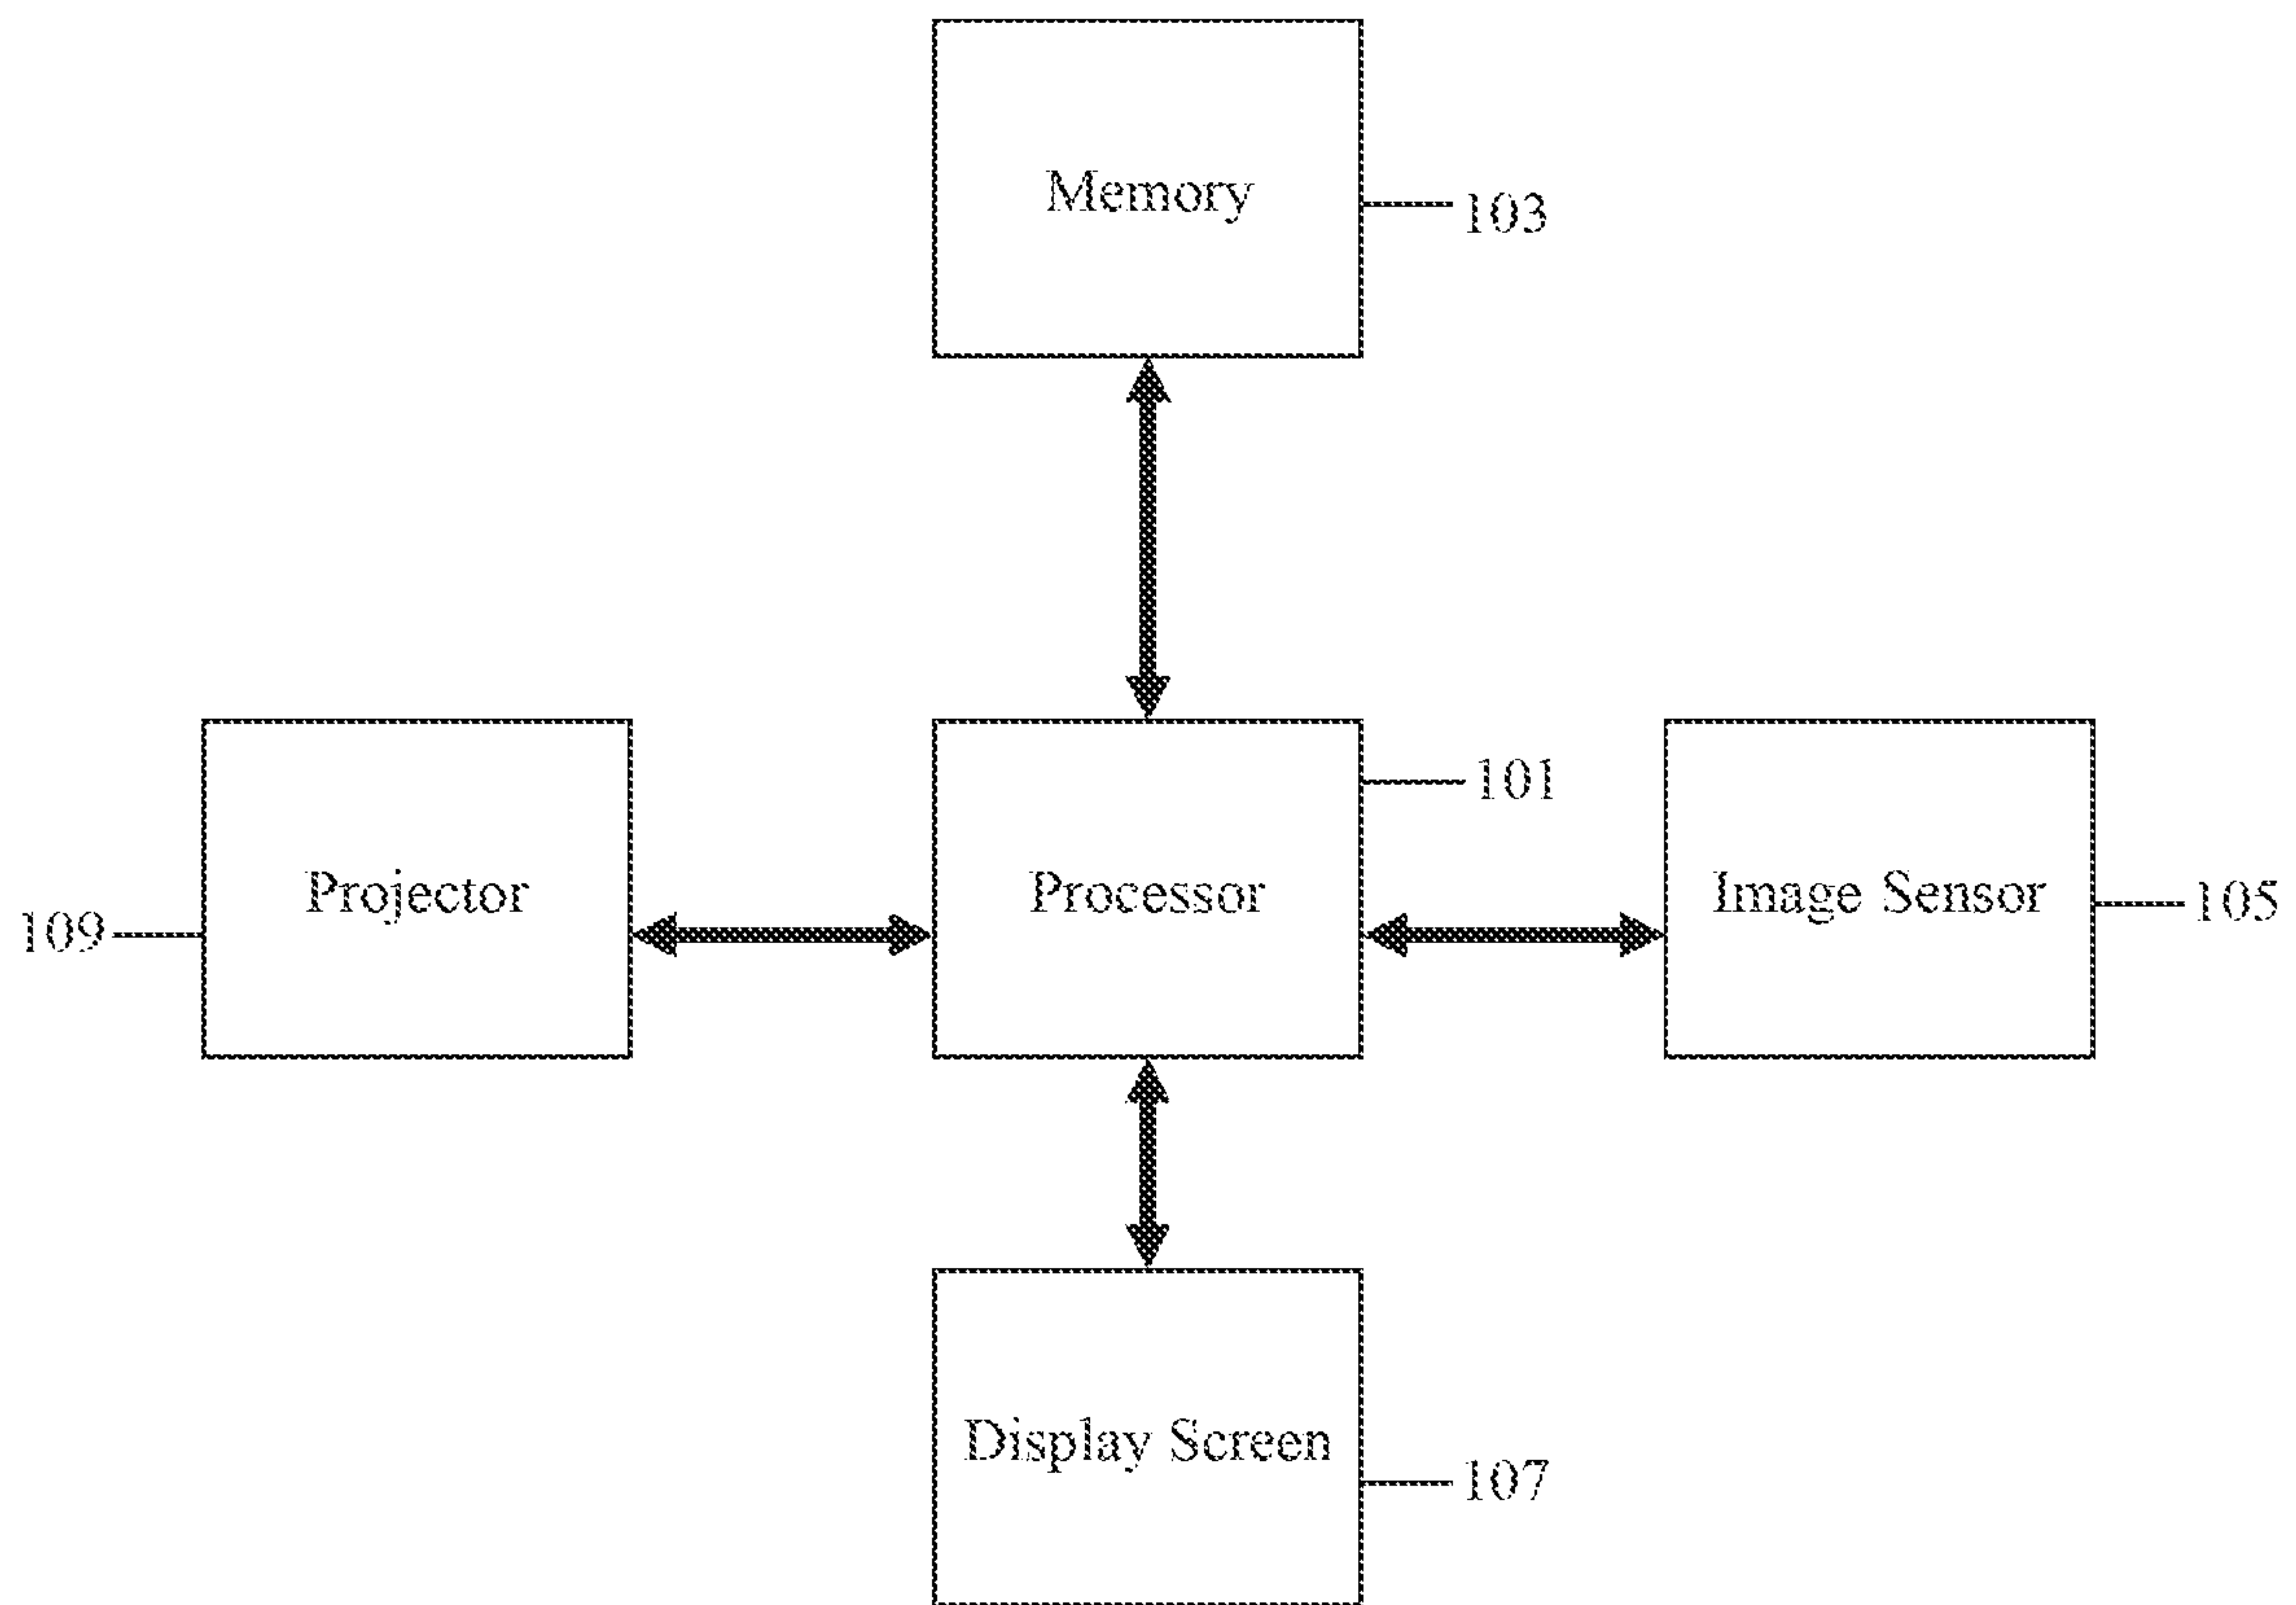 Memory
103
101
Projector
Processor
Image Sensor
105
109
Display Screen
107